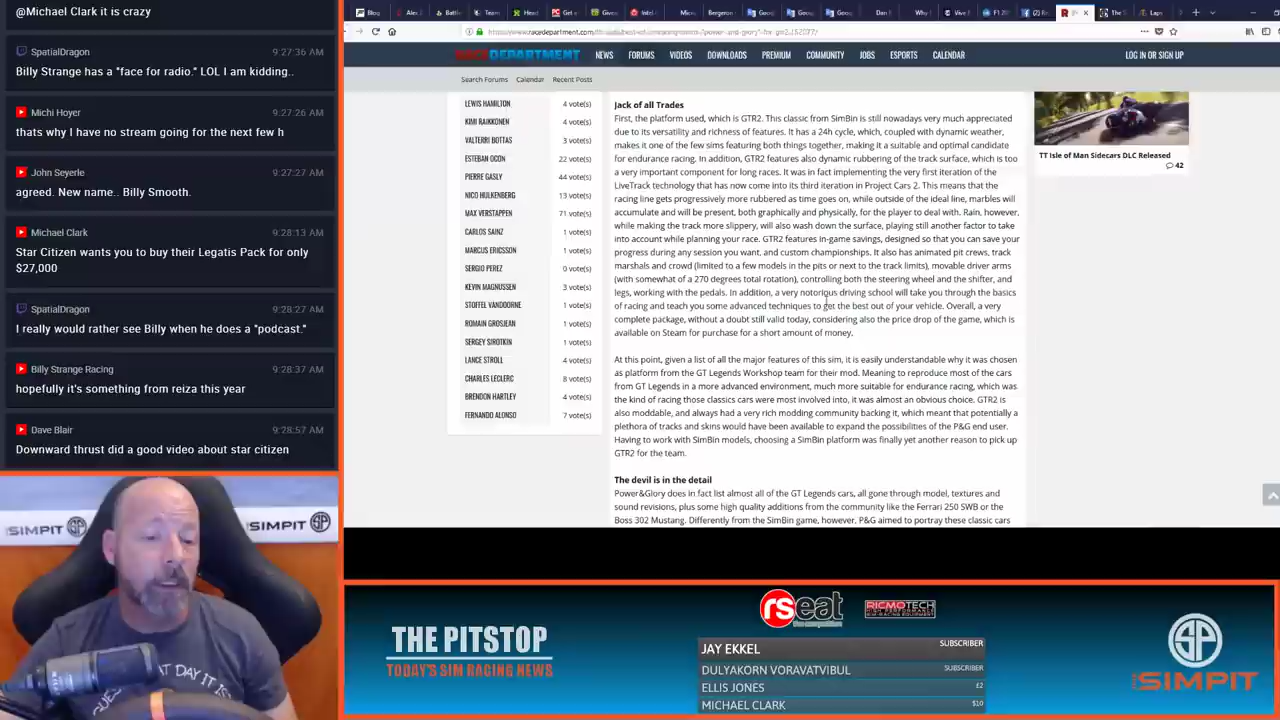 @Michael Clark it is crazy
9:27:36 AM
Billy Strange "A face for radio" LOL I am kidding..
Michi Hoyer
9:27:26 AM
has windows 10 no streaming for the next few h
John Sabol
9:27:27 AM
agreed. New name.. Billy Smooth.
Michael Clark
9:28:13 AM
Star Citizen New Addon The Legatus Pack is only
$27,000
9:28:19 AM
I really would rather see Billy when he does a "podcast."
Billy Strange Racing
9:28:37 AM
hopefully it's something from reiza this year
Dave Blair
9:28:57 AM
I just want a good working star citizen
SIMPIT
Blog
Alex
Battle
Team
Head
Get
Intel
Bergeron
Why
Vive
F1 20
The S
Laps
RACEDEPARTMENT
NEWS FORUMS VIDEOS DOWNLOADS PREMIUM COMMUNITY JOBS ESPORTS CALENDAR
LOG IN OR SIGN UP
Search Forums Calendar Recent Posts
LEWIS HAMILTON 4 vote(s)
KIMI RAIKKONEN 4 vote(s)
VALTERRI BOTTAS 3 vote(s)
ESTEBAN OCON 22 vote(s)
PIERRE GASLY 44 vote(s)
NICO HULKENBERG 13 vote(s)
MAX VERSTAPPEN 71 vote(s)
CARLOS SAINZ 1 vote(s)
MARCUS ERICSSON 1 vote(s)
SERGIO PEREZ 0 vote(s)
KEVIN MAGNUSSEN 3 vote(s)
STOFFEL VANDOORNE 1 vote(s)
ROMAIN GROSJEAN 1 vote(s)
SERGEY SIROTKIN 1 vote(s)
LANCE STROLL 4 vote(s)
CHARLES LECLERC 8 vote(s)
BRENDON HARTLEY 4 vote(s)
FERNANDO ALONSO 7 vote(s)
Jack of all Trades
First, the platform used, which is GTR2. This classic from SimBin is still nowadays very much appreciated
due to its versatility and richness of features. It has a 24h cycle, which, coupled with dynamic weather,
makes it one of the few sims featuring both things together, making it a suitable and optimal candidate
for endurance racing. In addition, GTR2 features also dynamic rubbering of the track surface, which is too
a very important component for long races. It was in fact implementing the very first iteration of the
LiveTrack technology that has now come into its third iteration in Project Cars 2. This means that the
racing line gets progressively more rubbered as time goes on, while outside of the ideal line, marbles will
accumulate and will be present, both graphically and physically, for the player to deal with. Rain, however,
while making the track more slippery, will also wash down the surface, playing still another factor to take
into account while planning your race. GTR2 features in-game savings, designed so that you can save your
progress during any session you want, and custom championships. It also has animated pit crews, track
marshals and crowd (limited to a few models in the pits or next to the track limits), movable driver arms
(with somewhat of a 270 degrees total rotation), controlling both the steering wheel and the shifter, and
legs, working with the pedals. In addition, a very notorious driving school will take you through the basics
of racing and teach you some advanced techniques to get the best out of your vehicle. Overall, a very
complete package, without a doubt still valid today, considering also the price drop of the game, which is
available on Steam for purchase for a short amount of money.
At this point, given a list of all the major features of this sim, it is easily understandable why it was chosen
as platform from the GT Legends Workshop team for their mod. Meaning to reproduce most of the cars
from GT Legends in a more advanced environment, much more suitable for endurance racing, which was
the kind of racing those classics cars were most involved into, it was almost an obvious choice. GTR2 is
also moddable, and always had a very rich modding community backing it, which meant that potentially a
plethora of tracks and skins would have been available to expand the possibilities of the P&G end user.
Having to work with SimBin models, choosing a SimBin platform was finally yet another reason to pick up
GTR2 for the team.
The devil is in the detail
Power&Glory does in fact list almost all of the GT Legends cars, all gone through model, textures and
sound revisions, plus some high quality additions from the community like the Ferrari 250 SWB or the
Boss 302 Mustang. Differently from the SimBin game, however, P&G aimed to portray these classic cars
TT Isle of Man Sidecars DLC Released
42
THE PITSTOP
TODAY'S SIM RACING NEWS
rseat
RICMOTECH
JAY EKKEL SUBSCRIBER
DULYAKORN VORAVATVIBUL SUBSCRIBER
ELLIS JONES £2
MICHAEL CLARK $10
SP
SIMPIT